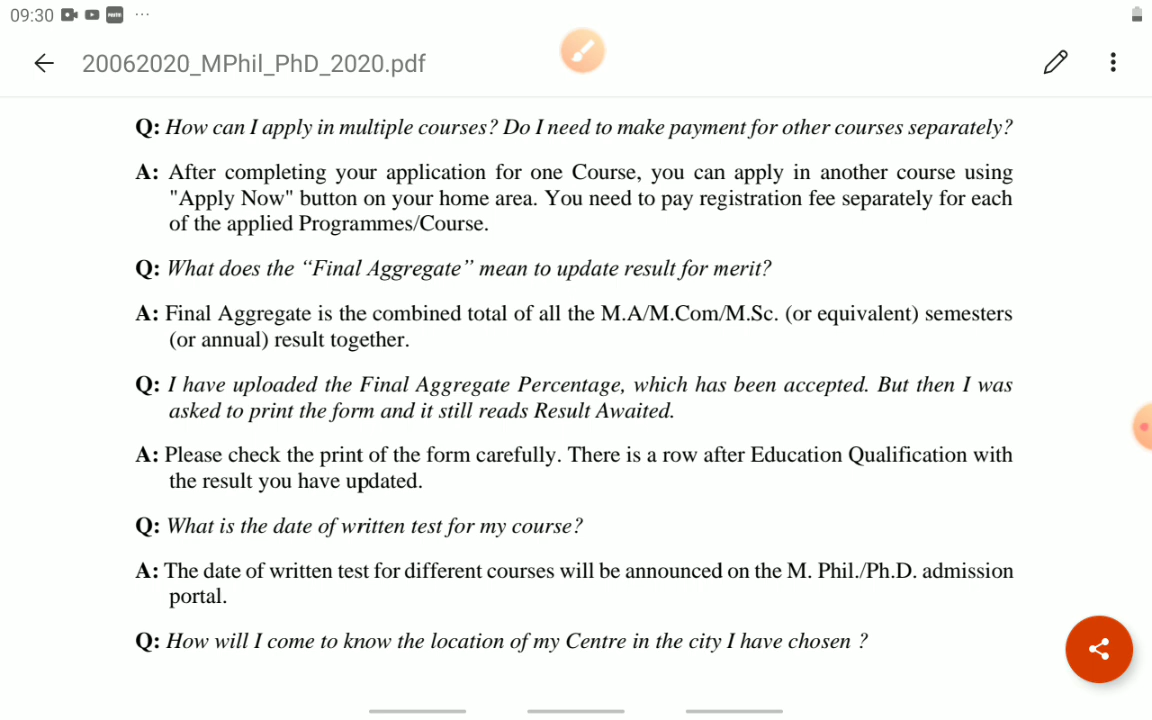 09:30
20062020_MPhil_PhD_2020.pdf
Q: How can I apply in multiple courses? Do I need to make payment for other courses separately?
A: After completing your application for one Course, you can apply in another course using
"Apply Now" button on your home area. You need to pay registration fee separately for each
of the applied Programmes/Course.
Q: What does the “Final Aggregate” mean to update result for merit?
A: Final Aggregate is the combined total of all the M.A/M.Com/M.Sc. (or equivalent) semesters
(or annual) result together.
Q: I have uploaded the Final Aggregate Percentage, which has been accepted. But then I was
asked to print the form and it still reads Result Awaited.
A: Please check the print of the form carefully. There is a row after Education Qualification with
the result you have updated.
Q: What is the date of written test for my course?
A: The date of written test for different courses will be announced on the M. Phil./Ph.D. admission
portal.
Q: How will I come to know the location of my Centre in the city I have chosen ?